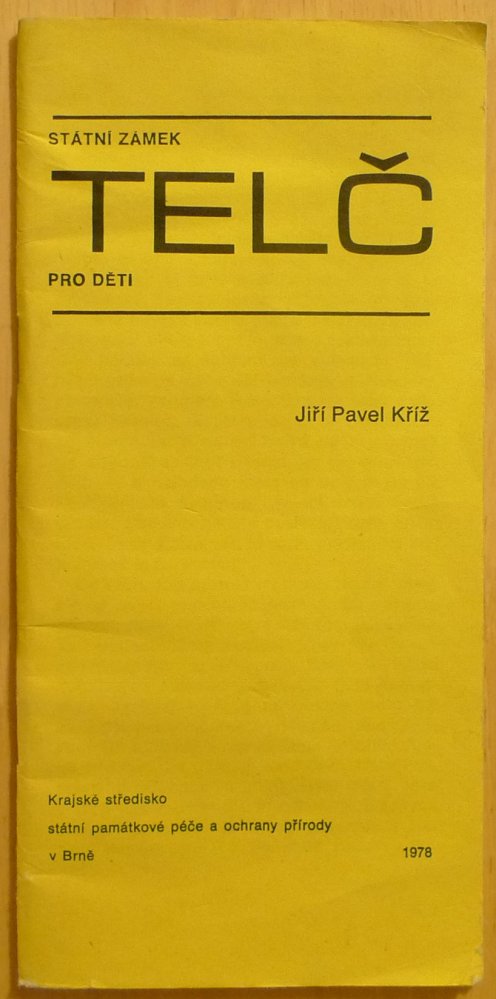 STÁTNÍ ZÁMEK
TELČ
PRO DĚTI
Jiří Pavel Kříž
Krajské středisko
státní památkové péče a ochrany přírody
v Brně 1978